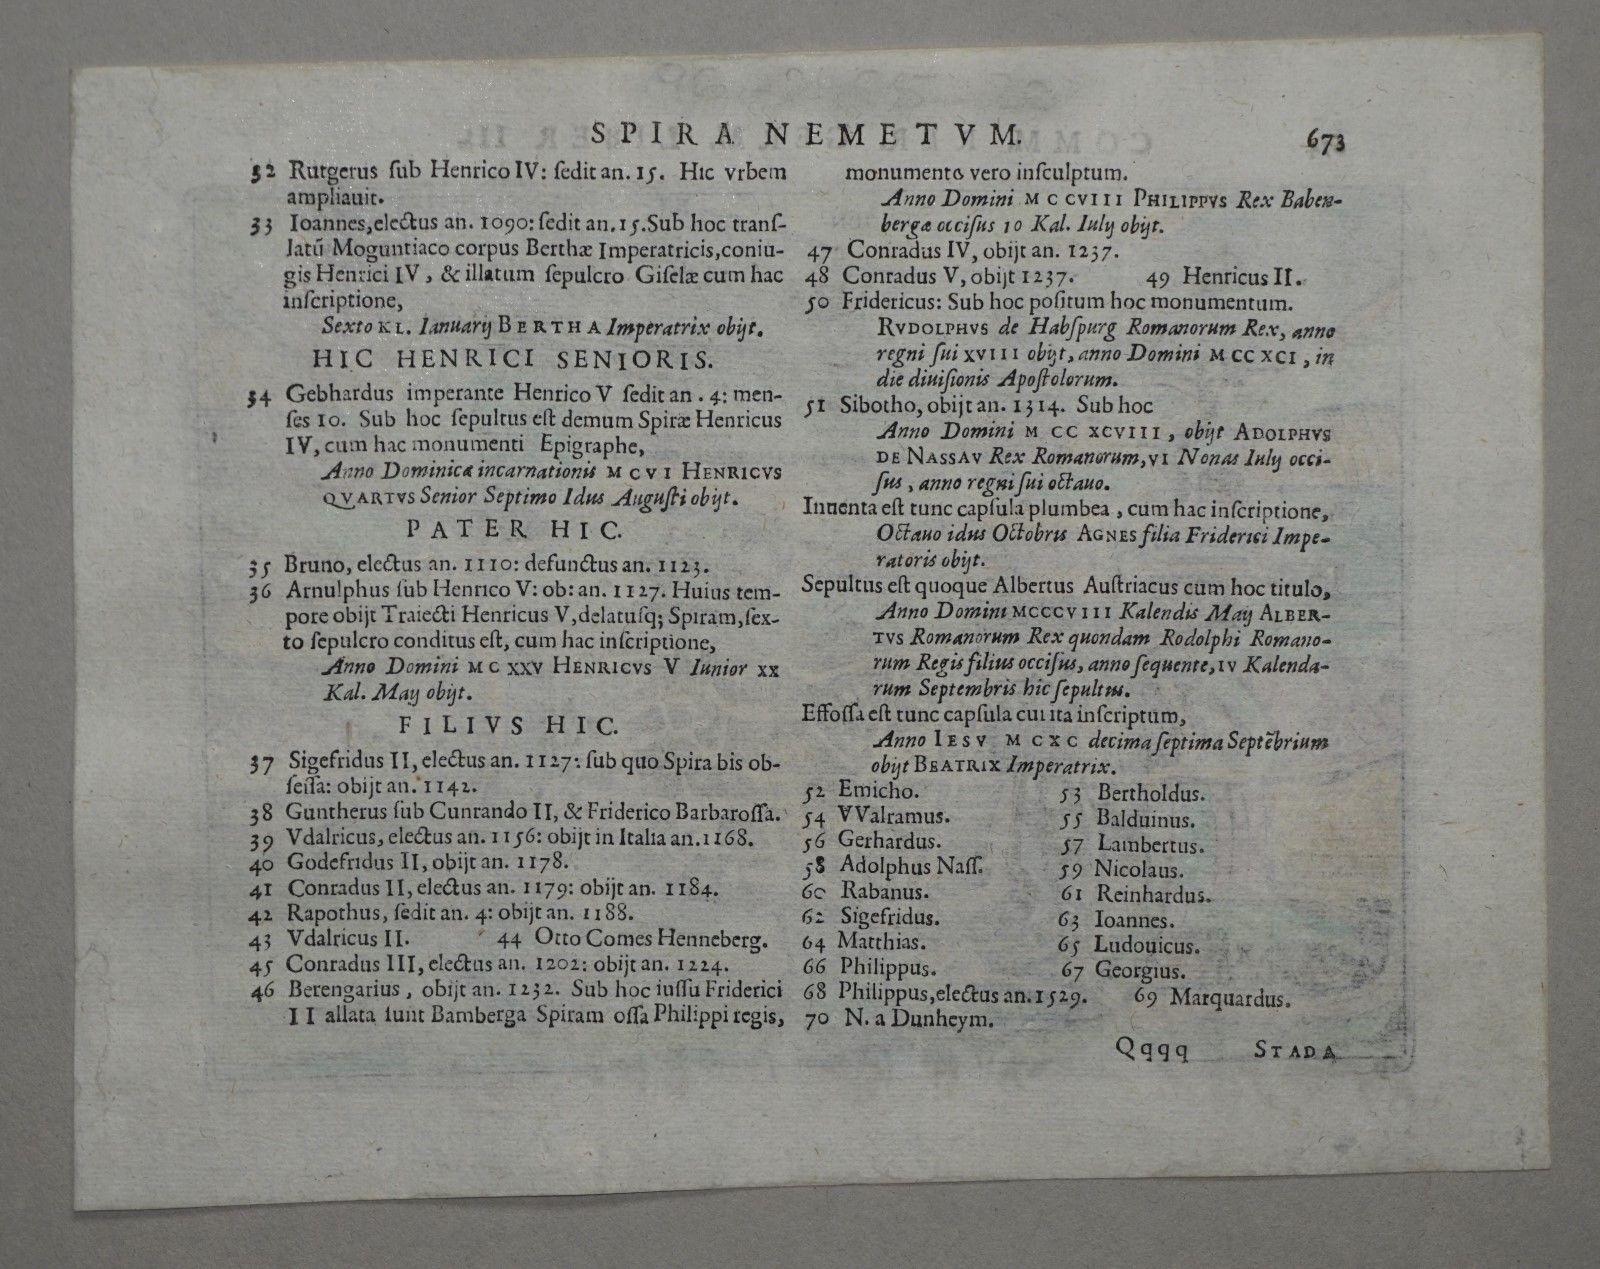 SPIRA NEMETVM. 673
32 Rutgerus ſub Henrico IV: ſedit an. 15. Hic vrbem
ampliauit.
33 Ioannes, electus an. 1090: ſedit an. 15. Sub hoc tranſ-
latū Moguntiaco corpus Berthæ Imperatricis, coniu-
gis Henrici IV, & illatum ſepulcro Giſelæ cum hac
inſcriptione,
Sexto KL. Ianuarij BERTHA Imperatrix obijt.
HIC HENRICI SENIORIS.
34 Gebhardus imperante Henrico V ſedit an. 4: men-
ſes 10. Sub hoc ſepultus eſt demum Spiræ Henricus
IV, cum hac monumenti Epigraphe,
Anno Dominicæ incarnationis MCVI HENRICVS
QVARTVS Senior Septimo Idus Auguſti obijt.
PATER HIC.
35 Bruno, electus an. 1110: defunctus an. 1123.
36 Arnulphus ſub Henrico V: ob: an. 1127. Huius tem-
pore obijt Traiecti Henricus V, delatuſq; Spiram, ſex-
to ſepulcro conditus eſt, cum hac inſcriptione,
Anno Domini MC XXV HENRICVS V Iunior XX
Kal. Maij obijt.
FILIVS HIC.
37 Sigefridus II, electus an. 1127: ſub quo Spira bis ob-
ſeſſa: obijt an. 1142.
38 Guntherus ſub Cunrando II, & Friderico Barbaroſſa.
39 Vdalricus, electus an. 1156: obijt in Italia an. 1168.
40 Godefridus II, obijt an. 1178.
41 Conradus II, electus an. 1179: obijt an. 1184.
42 Rapothus, ſedit an. 4: obijt an. 1188.
43 Vdalricus II. 44 Otto Comes Henneberg.
45 Conradus III, electus an. 1202: obijt an. 1224.
46 Berengarius, obijt an. 1232. Sub hoc iuſſu Friderici
II allata ſunt Bamberga Spiram oſſa Philippi regis,
monumento vero inſculptum.
Anno Domini MCCVIII PHILIPPVS Rex Baben-
bergæ occiſus 10 Kal. Iulij obijt.
47 Conradus IV, obijt an. 1237.
48 Conradus V, obijt 1237. 49 Henricus II.
50 Fridericus: Sub hoc poſitum hoc monumentum.
RVDOLPHVS de Habſpurg Romanorum Rex, anno
regni ſui XVIII obijt, anno Domini MCCXCI, in
die diuiſionis Apoſtolorum.
51 Sibotho, obijt an. 1314. Sub hoc
Anno Domini M CC XCVIII, obijt ADOLPHVS
DE NASSAV Rex Romanorum, VI Nonas Iulij occi-
ſus, anno regni ſui octauo.
Inuenta eſt tunc capſula plumbea, cum hac inſcriptione,
Octauo idus Octobris AGNES filia Friderici Impe-
ratoris obijt.
Sepultus eſt quoque Albertus Auſtriacus cum hoc titulo,
Anno Domini MCCCVIII Kalendis Maij ALBER-
TVS Romanorum Rex quondam Rodolphi Romano-
rum Regis filius occiſus, anno ſequente, IV Kalenda-
rum Septembris hic ſepultus.
Effoſſa eſt tunc capſula cui ita inſcriptum,
Anno IESV MCXC decima ſeptima Septēbrium
obijt BEATRIX Imperatrix.
52 Emicho. 53 Bertholdus.
54 VValramus. 55 Balduinus.
56 Gerhardus. 57 Lambertus.
58 Adolphus Naſſ. 59 Nicolaus.
60 Rabanus. 61 Reinhardus.
62 Sigefridus. 63 Ioannes.
64 Matthias. 65 Ludouicus.
66 Philippus. 67 Georgius.
68 Philippus, electus an. 1529. 69 Marquardus.
70 N. a Dunheym.
Qqqq STADA